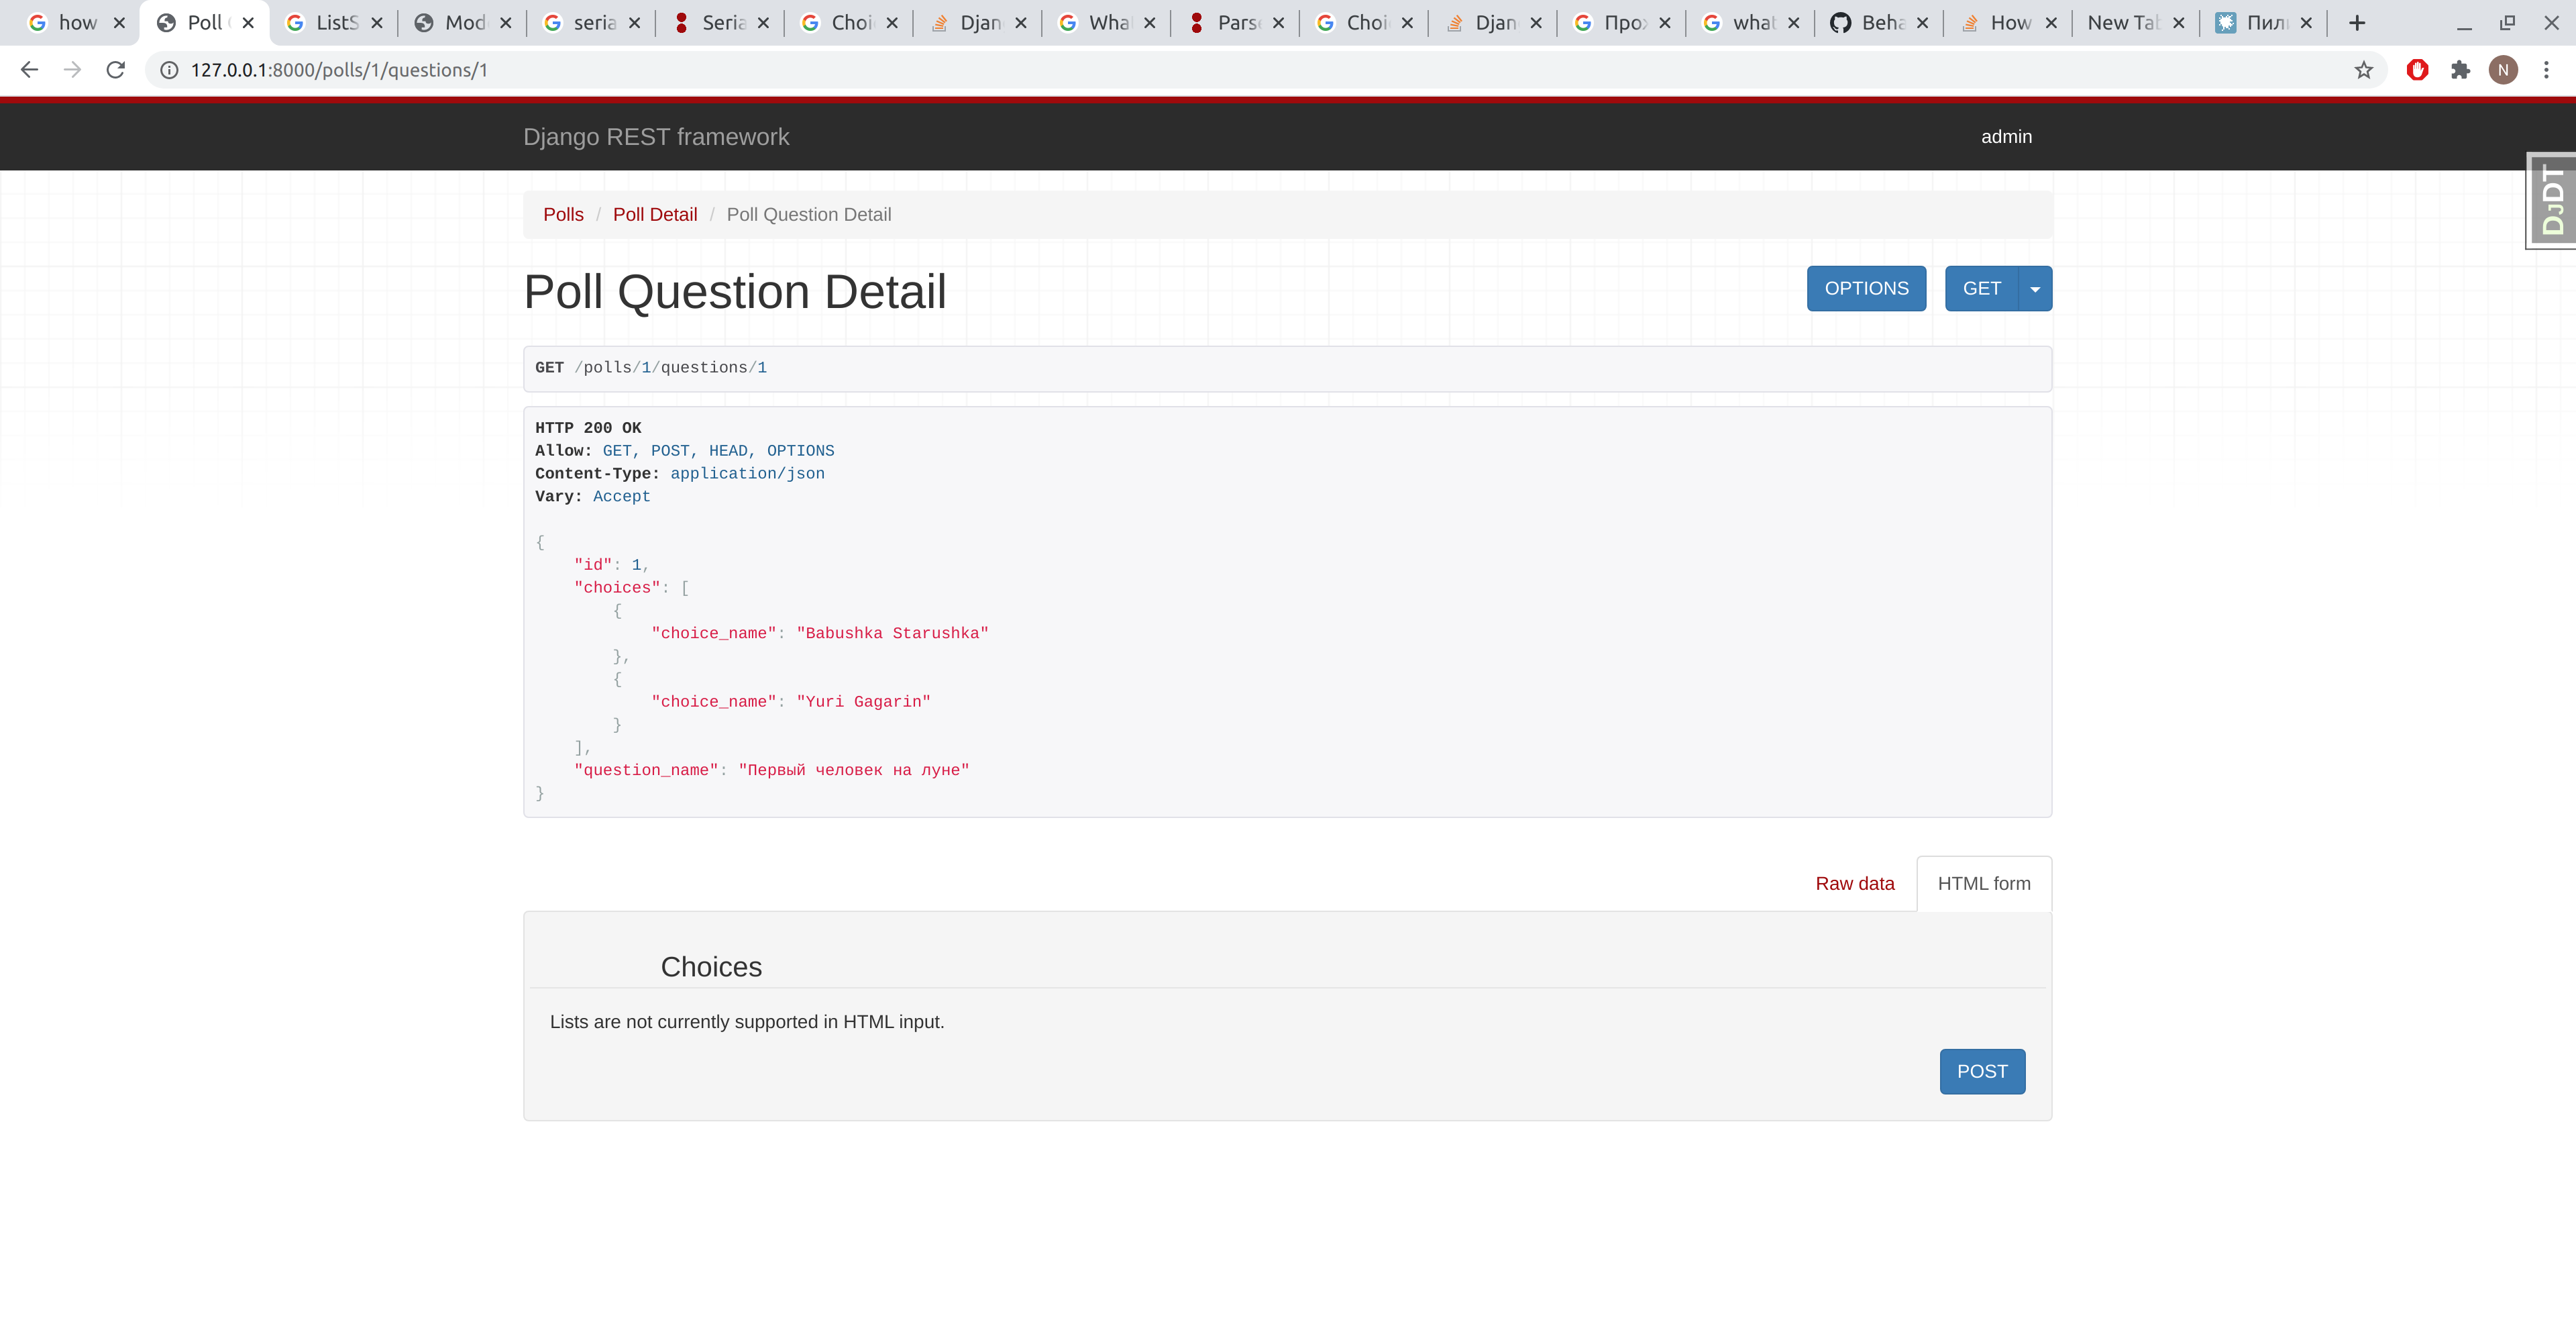 how
Poll
ListS
Mod
seria
Seria
Choi
Djan
Wha
Parse
Choi
Djan
Прох
what
Beha
How
New Tab
Пили
127.0.0.1:8000/polls/1/questions/1
N
Django REST framework
admin
DJDT
Polls / Poll Detail / Poll Question Detail
Poll Question Detail
OPTIONS
GET
GET /polls/1/questions/1
HTTP 200 OK
Allow: GET, POST, HEAD, OPTIONS
Content-Type: application/json
Vary: Accept
{
"id": 1,
"choices": [
{
"choice_name": "Babushka Starushka"
},
{
"choice_name": "Yuri Gagarin"
}
],
"question_name": "Первый человек на луне"
}
Raw data
HTML form
Choices
Lists are not currently supported in HTML input.
POST